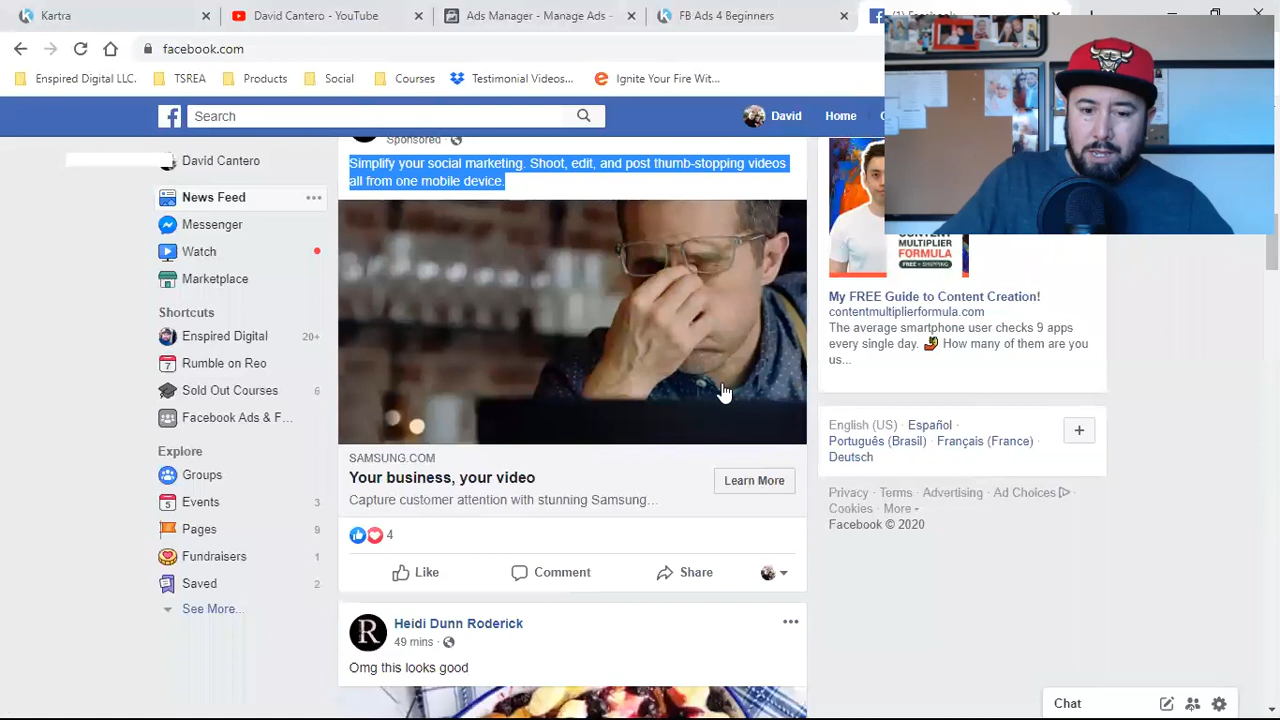 Kartra
David Cantero - YouTube
Ads Manager - Manage Ads -
FB Ads 4 Beginners
facebook.com
Enspired Digital LLC.
TSREA
Products
Social
Courses
Testimonial Videos...
Ignite Your Fire Wit...
Search
David
Home
David Cantero
News Feed
Messenger
Watch
Marketplace
Shortcuts
Enspired Digital 20+
Rumble on Reo
Sold Out Courses 6
Facebook Ads & F...
Explore
Groups
Events 3
Pages 9
Fundraisers 1
Saved 2
See More...
Sponsored ·
Simplify your social marketing. Shoot, edit, and post thumb-stopping videos
all from one mobile device.
SAMSUNG.COM
Your business, your video
Learn More
Capture customer attention with stunning Samsung...
4
Like
Comment
Share
Heidi Dunn Roderick
49 mins ·
Omg this looks good
MULTIPLIER
FORMULA
FREE + SHIPPING
My FREE Guide to Content Creation!
contentmultiplierformula.com
The average smartphone user checks 9 apps
every single day. How many of them are you
us...
English (US) · Español ·
Português (Brasil) · Français (France) ·
Deutsch
Privacy · Terms · Advertising · Ad Choices ·
Cookies · More
Facebook © 2020
Chat